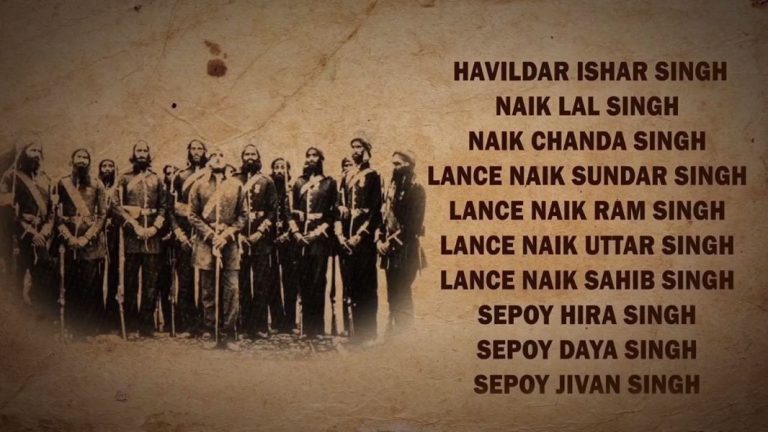 HAVILDAR ISHAR SINGH
NAIK LAL SINGH
NAIK CHANDA SINGH
LANCE NAIK SUNDAR SINGH
LANCE NAIK RAM SINGH
LANCE NAIK UTTAR SINGH
LANCE NAIK SAHIB SINGH
SEPOY HIRA SINGH
SEPOY DAYA SINGH
SEPOY JIVAN SINGH